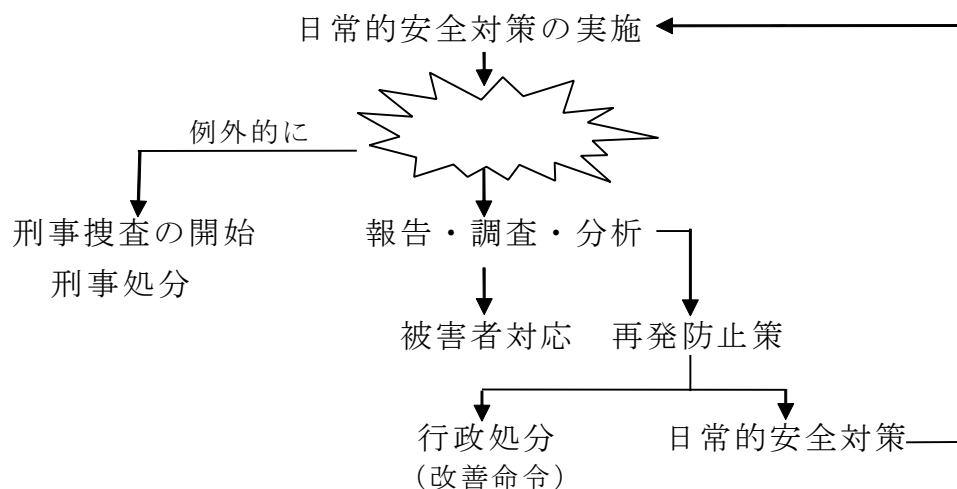 日常的安全対策の実施
例外的に
刑事捜査の開始
刑事処分
報告・調査・分析
被害者対応
再発防止策
行政処分
(改善命令)
日常的安全対策